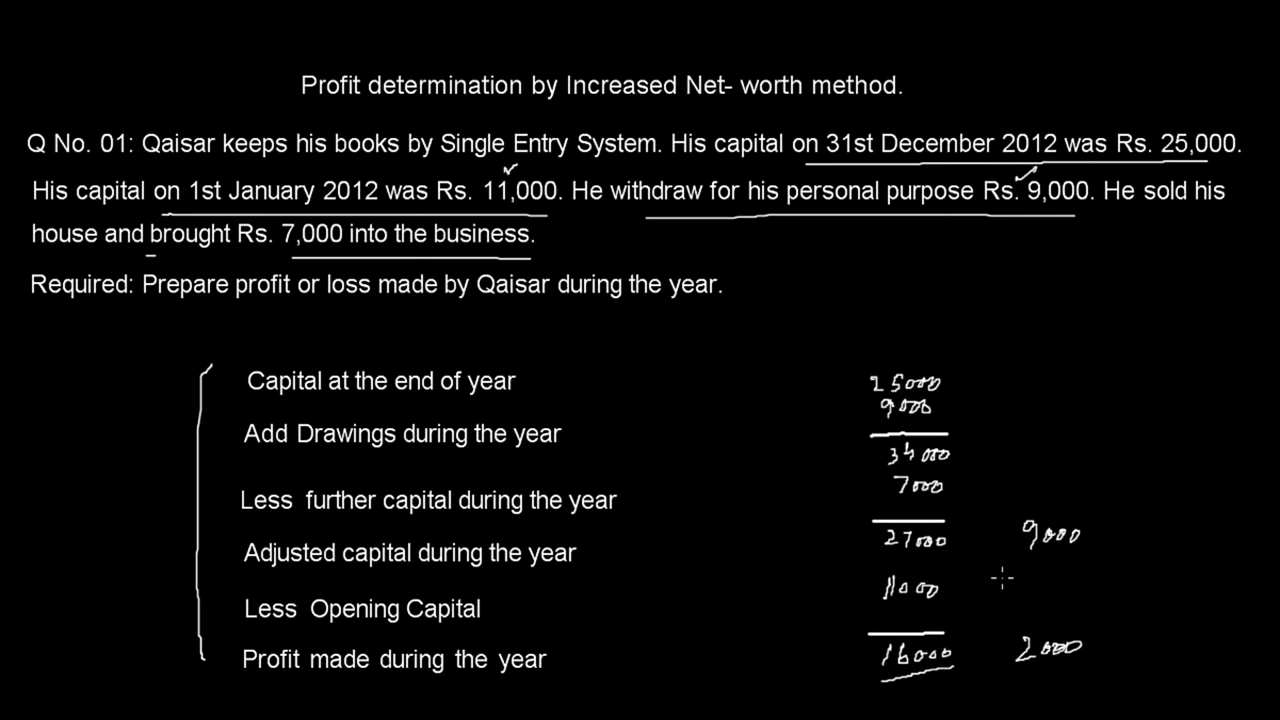 Profit determination by Increased Net- worth method.
Q No. 01: Qaisar keeps his books by Single Entry System. His capital on 31st December 2012 was Rs. 25,000.
His capital on 1st January 2012 was Rs. 11,000. He withdraw for his personal purpose Rs. 9,000. He sold his
house and brought Rs. 7,000 into the business.
Required: Prepare profit or loss made by Qaisar during the year.
Capital at the end of year 25000
9000
Add Drawings during the year
34000
7000
Less further capital during the year
Adjusted capital during the year 27000 9000
11000
Less Opening Capital
Profit made during the year 16000 2000